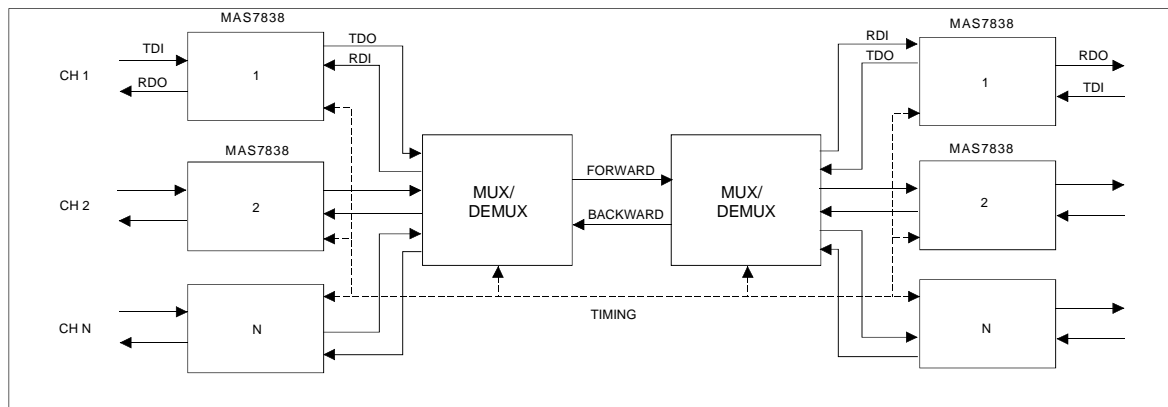 MAS7838
TDI
TDO
RDI
CH 1
RDO
1
MAS7838
CH 2
2
CH N
N
MUX/
DEMUX
FORWARD
BACKWARD
MUX/
DEMUX
TIMING
MAS7838
RDI
TDO
1
RDO
TDI
MAS7838
2
N